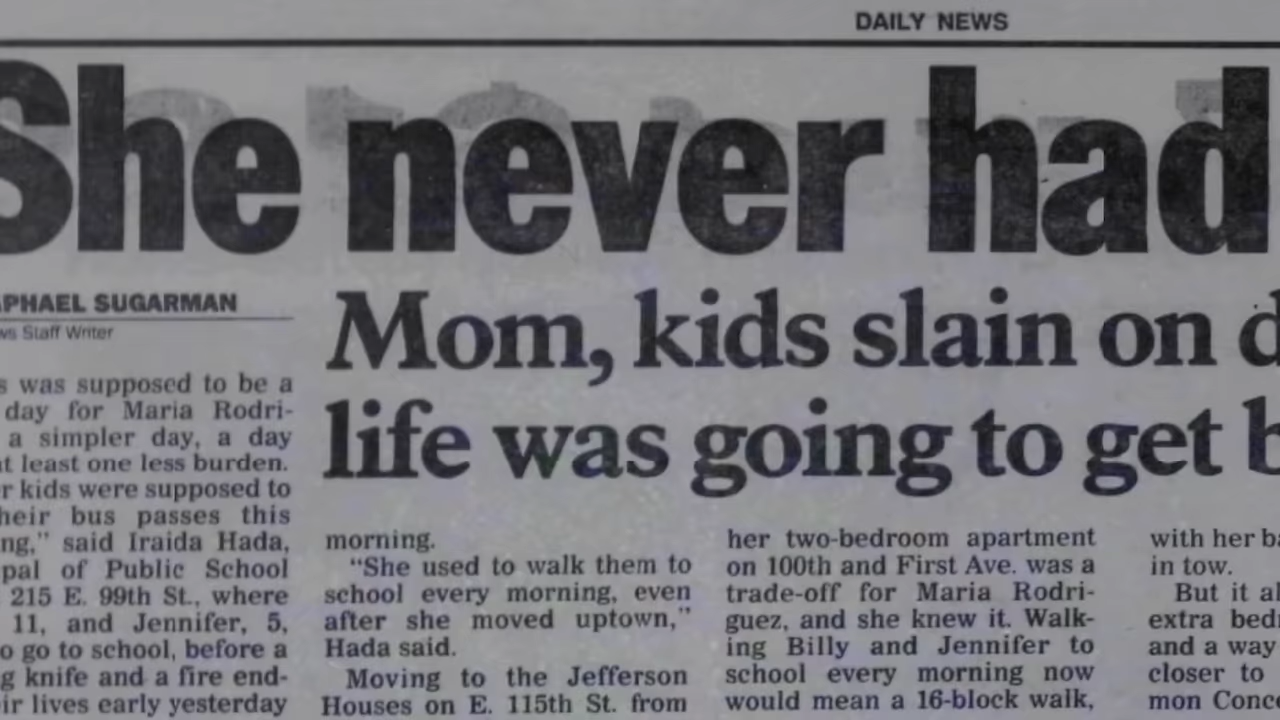 DAILY NEWS
She never had
PHAEL SUGARMAN
Staff Writer
Mom, kids slain on
life was going to get
was supposed to be a
day for Maria Rodri-
a simpler day, a day
least one less burden.
kids were supposed to
bus passes this
said Iraida Hada,
of Public School
215 E. 99th St., where
11, and Jennifer, 5,
go to school, before a
knife and a fire end-
lives early yesterday
morning.
“She used to walk them to
school every morning, even
after she moved uptown,”
Hada said.
Moving to the Jefferson
Houses on E. 115th St. from
her two-bedroom apartment
on 100th and First Ave. was a
trade-off for Maria Rodri-
guez, and she knew it. Walk-
ing Billy and Jennifer to
school every morning now
would mean a 16-block walk,
with her
in tow.
But it
extra
and a way
closer to
mon